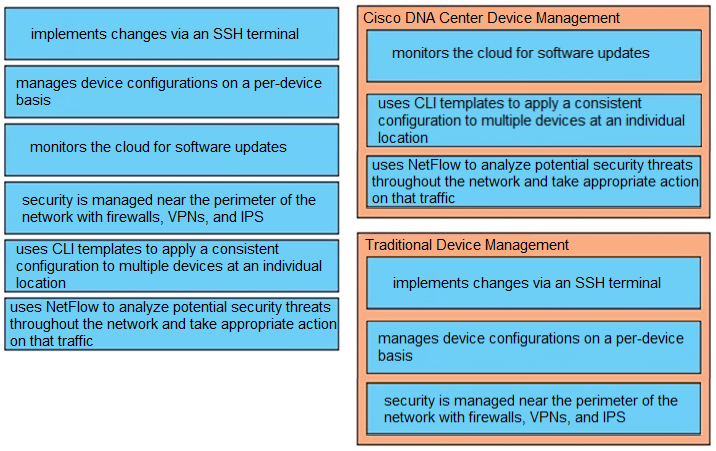 implements changes via an SSH terminal
manages device configurations on a per-device
basis
monitors the cloud for software updates
security is managed near the perimeter of the
network with firewalls, VPNs, and IPS
uses CLI templates to apply a consistent
configuration to multiple devices at an individual
location
uses NetFlow to analyze potential security threats
throughout the network and take appropriate action
on that traffic
Cisco DNA Center Device Management
monitors the cloud for software updates
uses CLI templates to apply a consistent
configuration to multiple devices at an individual
location
uses NetFlow to analyze potential security threats
throughout the network and take appropriate action
on that traffic
Traditional Device Management
implements changes via an SSH terminal
manages device configurations on a per-device
basis
security is managed near the perimeter of the
network with firewalls, VPNs, and IPS